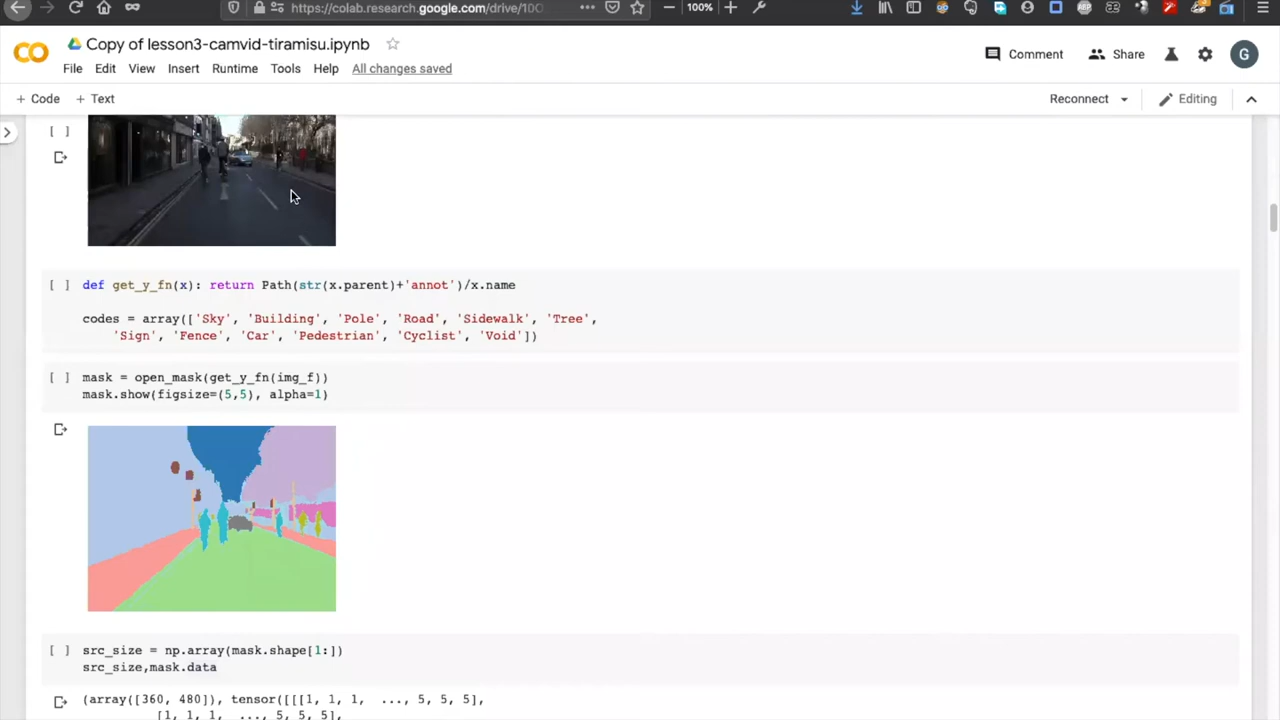 https://colab.research.google.com/drive/100
100%
ABP
Copy of lesson3-camvid-tiramisu.ipynb
Comment
Share
G
File Edit View Insert Runtime Tools Help All changes saved
+ Code + Text
Reconnect
Editing
[ ]
[ ] def get_y_fn(x): return Path(str(x.parent)+'annot')/x.name
codes = array(['Sky', 'Building', 'Pole', 'Road', 'Sidewalk', 'Tree',
'Sign', 'Fence', 'Car', 'Pedestrian', 'Cyclist', 'Void'])
[ ] mask = open_mask(get_y_fn(img_f))
mask.show(figsize=(5,5), alpha=1)
[ ] src_size = np.array(mask.shape[1:])
src_size,mask.data
(array([360, 480]), tensor([[[1, 1, 1, ..., 5, 5, 5],
[1, 1, 1, ..., 5, 5, 5],